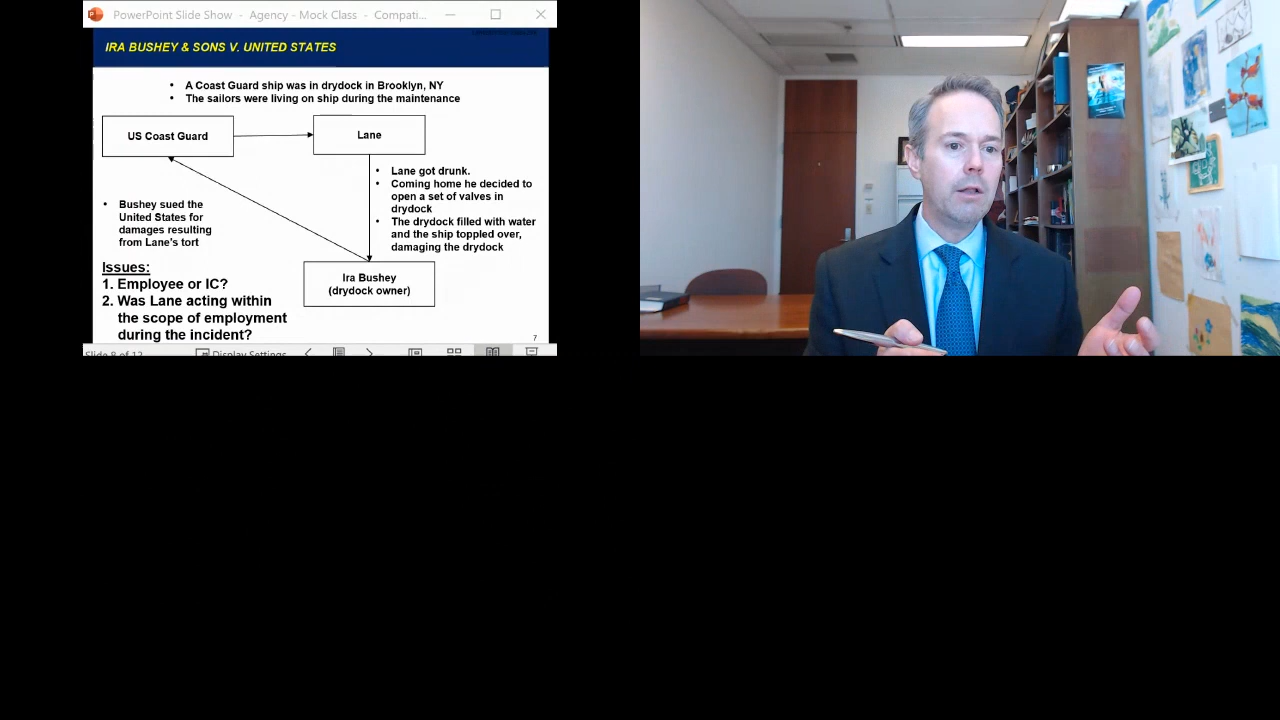 PowerPoint Slide Show - Agency - Mock Class - Compati...
IRA BUSHEY & SONS V. UNITED STATES
• A Coast Guard ship was in drydock in Brooklyn, NY
• The sailors were living on ship during the maintenance
US Coast Guard
Lane
• Lane got drunk.
• Coming home he decided to
open a set of valves in
drydock
• The drydock filled with water
and the ship toppled over,
damaging the drydock
• Bushey sued the
United States for
damages resulting
from Lane's tort
Ira Bushey
(drydock owner)
Issues:
1. Employee or IC?
2. Was Lane acting within
the scope of employment
during the incident?
7
Slide 8 of 12
Display Settings